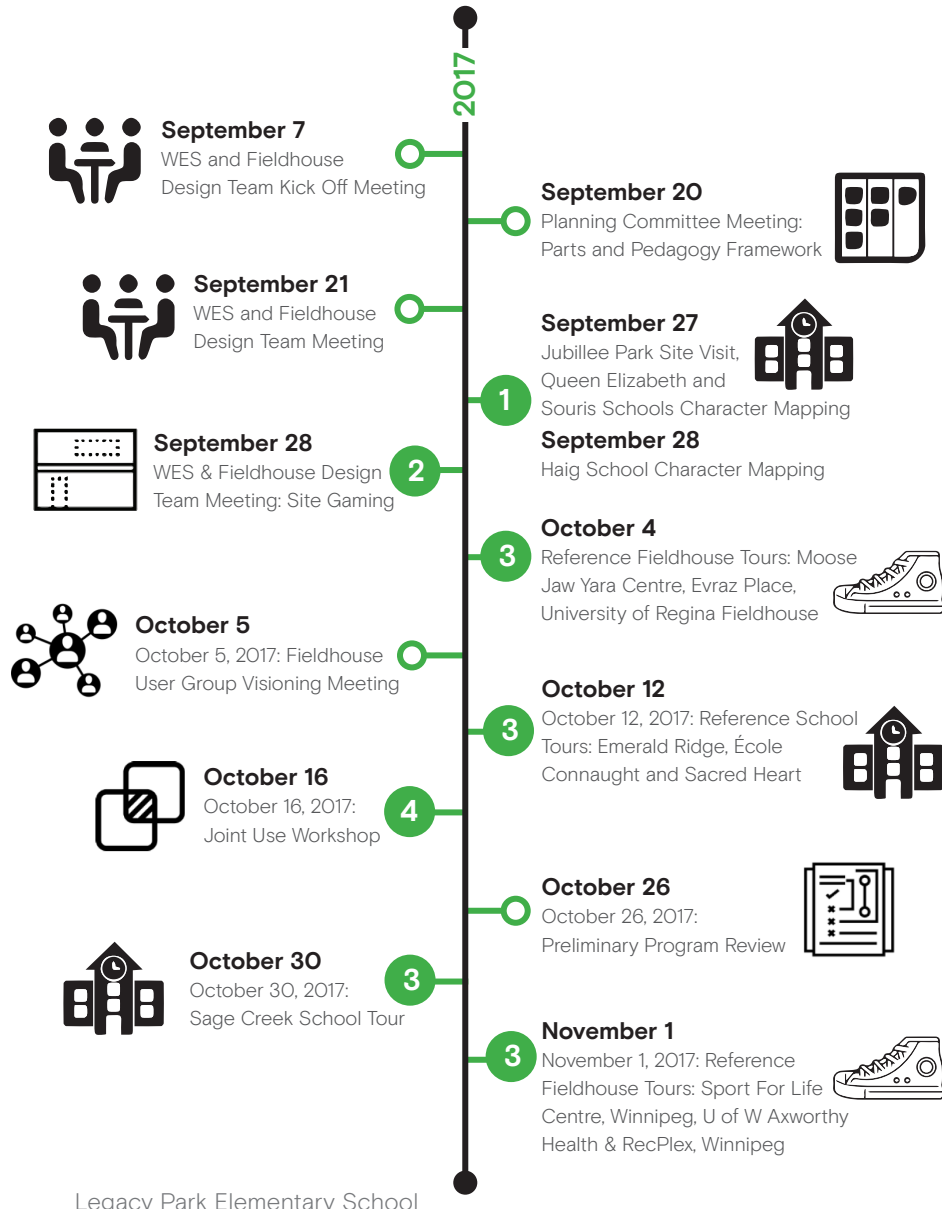 2017
September 7
WES and Fieldhouse
Design Team Kick Off Meeting
September 20
Planning Committee Meeting:
Parts and Pedagogy Framework
September 21
WES and Fieldhouse
Design Team Meeting
September 27
Jubillee Park Site Visit,
Queen Elizabeth and
Souris Schools Character Mapping
1
September 28
Haig School Character Mapping
September 28
WES & Fieldhouse Design
Team Meeting: Site Gaming
2
October 4
Reference Fieldhouse Tours: Moose
Jaw Yara Centre, Evraz Place,
University of Regina Fieldhouse
3
October 5
October 5, 2017: Fieldhouse
User Group Visioning Meeting
October 12
October 12, 2017: Reference School
Tours: Emerald Ridge, École
Connaught and Sacred Heart
3
October 16
October 16, 2017:
Joint Use Workshop
4
October 26
October 26, 2017:
Preliminary Program Review
October 30
October 30, 2017:
Sage Creek School Tour
3
November 1
November 1, 2017: Reference
Fieldhouse Tours: Sport For Life
Centre, Winnipeg, U of W Axworthy
Health & RecPlex, Winnipeg
3
Legacy Park Elementary School